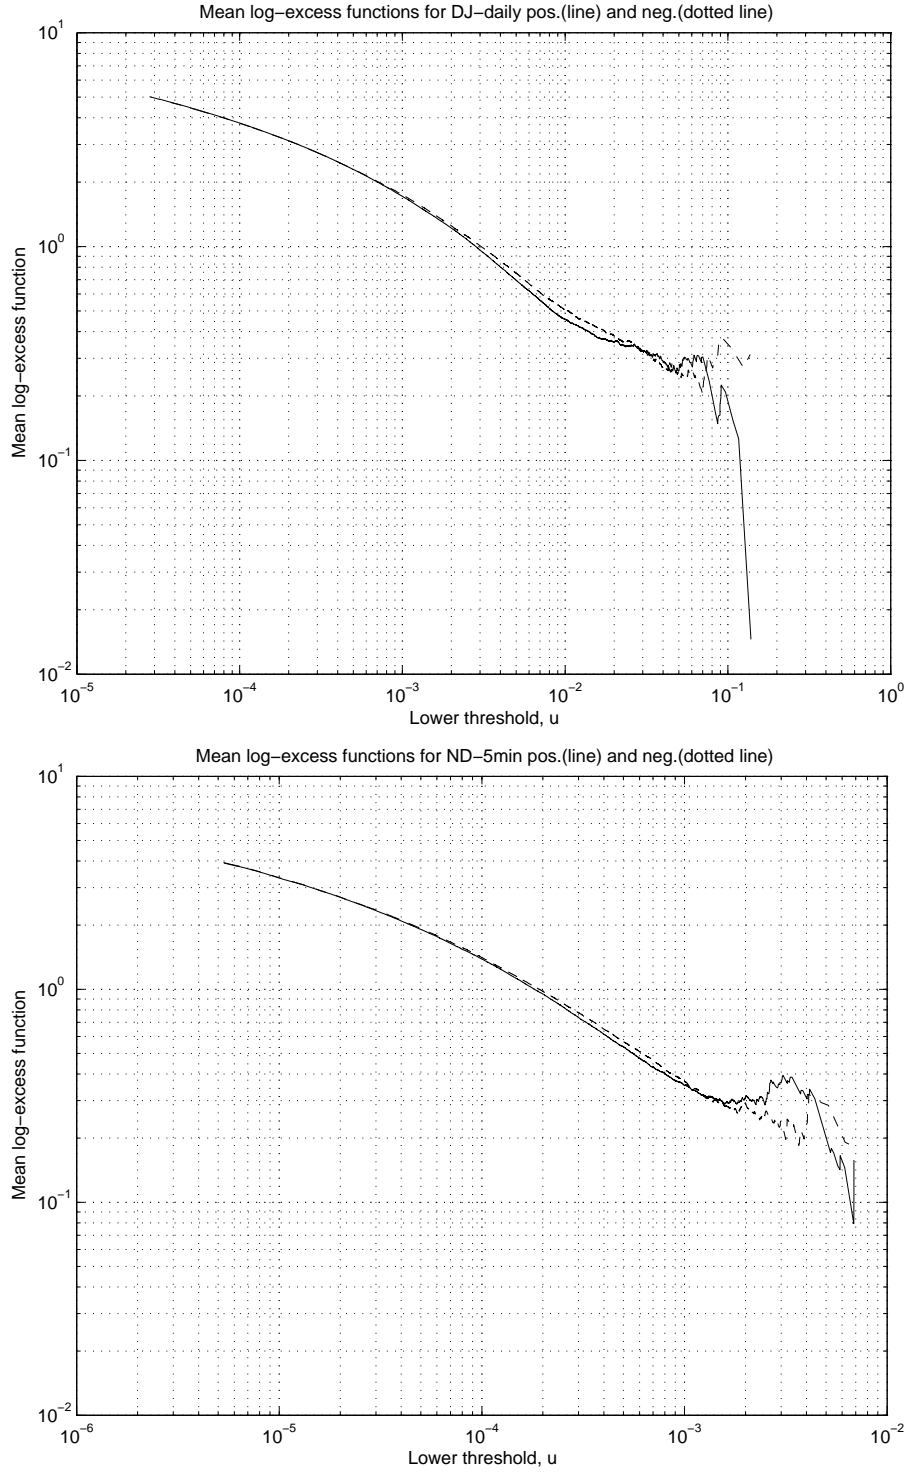 Mean log−excess functions for DJ−daily pos.(line) and neg.(dotted line)
10^1
10^0
10^−1
10^−2
Mean log−excess function
10^−5 10^−4 10^−3 10^−2 10^−1 10^0
Lower threshold, u
Mean log−excess functions for ND−5min pos.(line) and neg.(dotted line)
10^1
10^0
10^−1
10^−2
Mean log−excess function
10^−6 10^−5 10^−4 10^−3 10^−2
Lower threshold, u